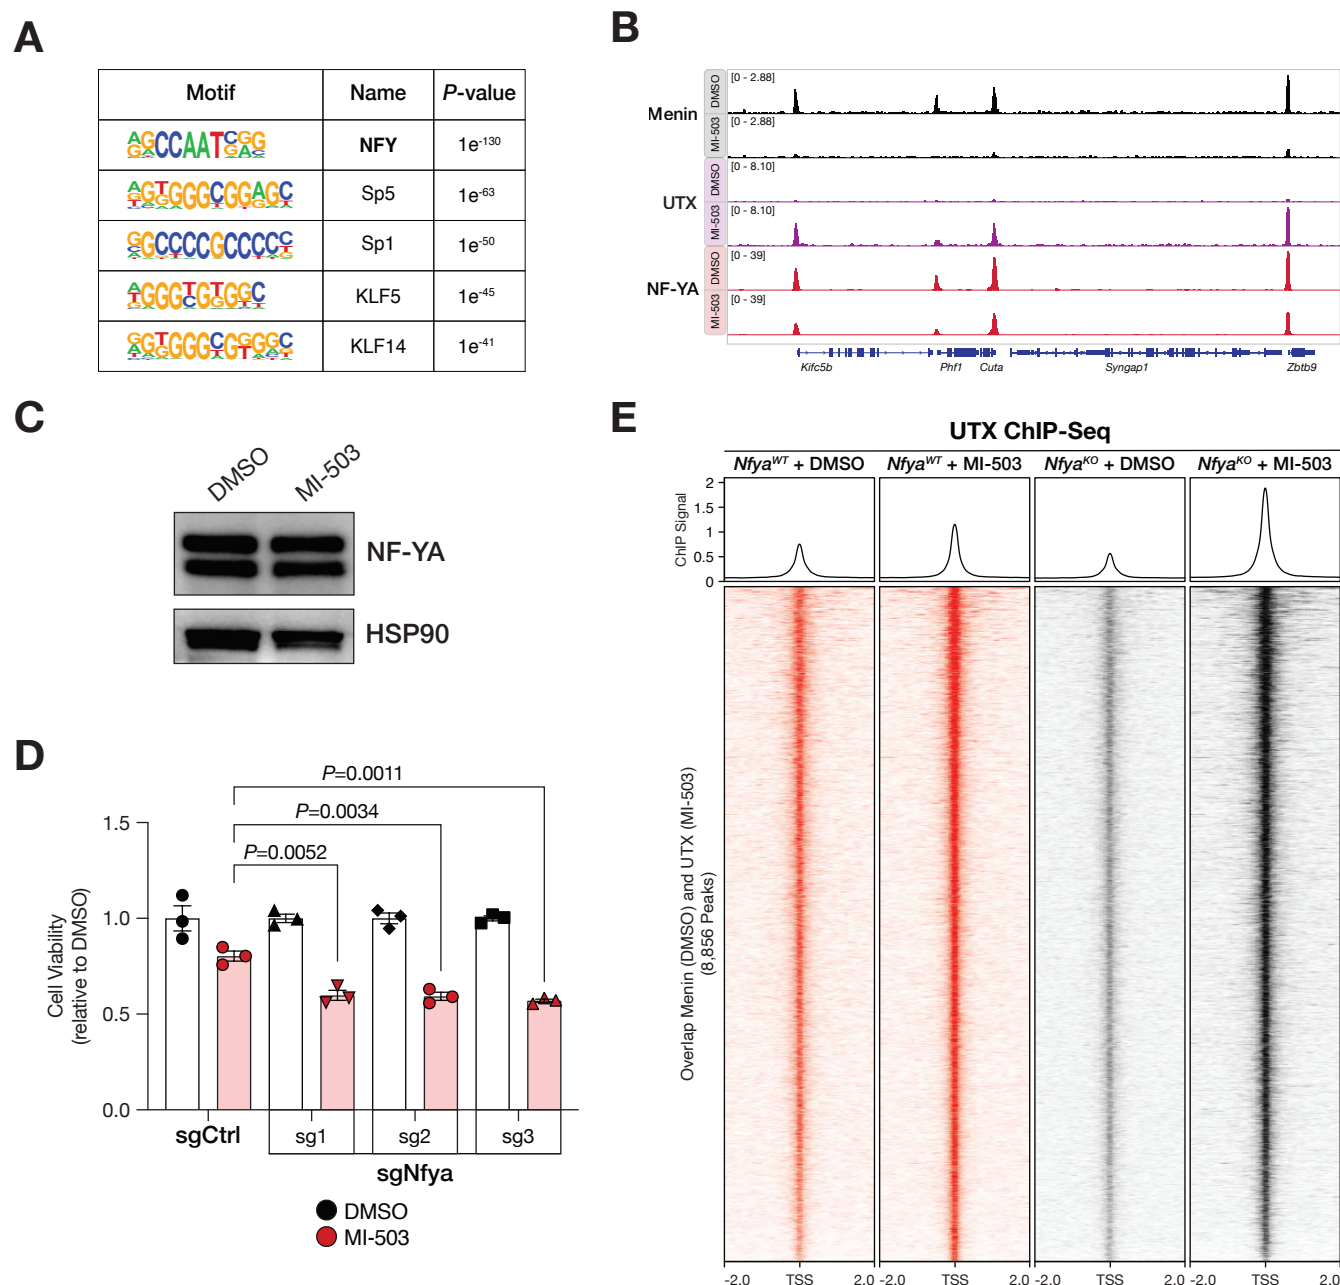 A
Motif Name P-value
AGCCAATCGG NFY 1e-130
Sp5 1e-63
Sp1 1e-50
KLF5 1e-45
KLF14 1e-41
B
Menin
DMSO [0 - 2.88]
MI-503 [0 - 2.88]
UTX
DMSO [0 - 8.10]
MI-503 [0 - 8.10]
NF-YA
DMSO [0 - 39]
MI-503 [0 - 39]
Kifc5b Phf1 Cuta Syngap1 Zbtb9
C
DMSO MI-503
NF-YA
HSP90
D
P=0.0011
P=0.0034
P=0.0052
Cell Viability
(relative to DMSO)
1.5
1.0
0.5
0.0
sgCtrl sg1 sg2 sg3
sgNfya
DMSO
MI-503
E
UTX ChIP-Seq
NfyaWT + DMSO NfyaWT + MI-503 NfyaKO + DMSO NfyaKO + MI-503
ChIP Signal
2
1.5
1
0.5
0
Overlap Menin (DMSO) and UTX (MI-503)
(8,856 Peaks)
-2.0 TSS 2.0 -2.0 TSS 2.0 -2.0 TSS 2.0 -2.0 TSS 2.0